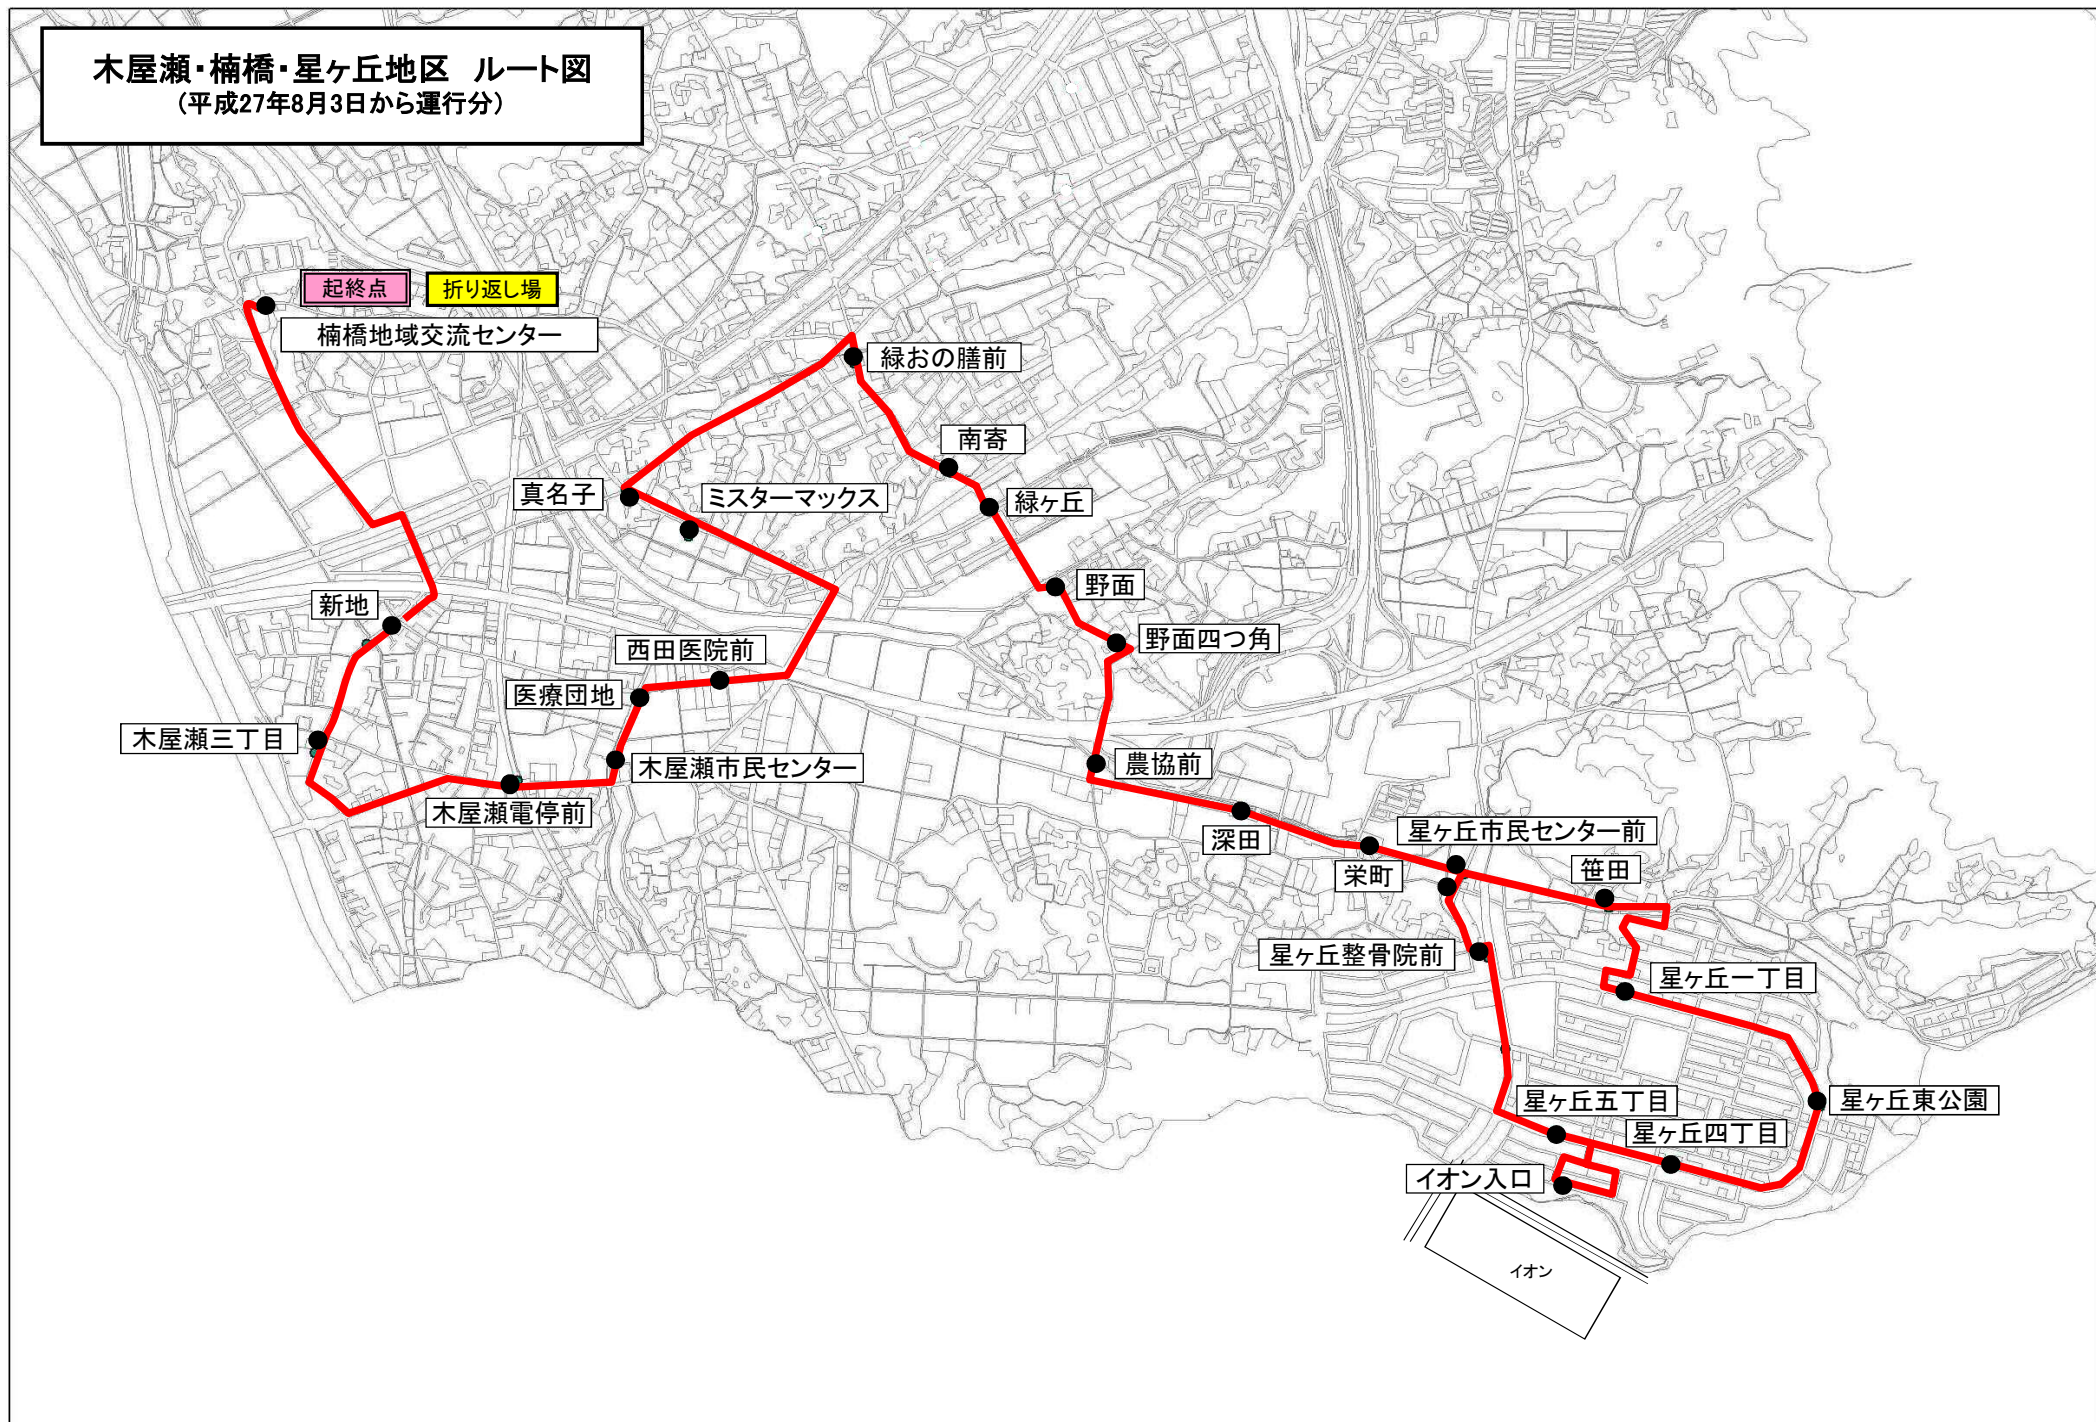 木屋瀬・楠橋・星ヶ丘地区　ルート図
（平成27年8月3日から運行分）
起終点
折り返し場
楠橋地域交流センター
緑おの膳前
南寄
真名子
ミスターマックス
緑ヶ丘
野面
新地
野面四つ角
西田医院前
医療団地
木屋瀬三丁目
木屋瀬市民センター
農協前
木屋瀬電停前
深田
星ヶ丘市民センター前
栄町
笹田
星ヶ丘整骨院前
星ヶ丘一丁目
星ヶ丘五丁目
星ヶ丘東公園
星ヶ丘四丁目
イオン入口
イオン